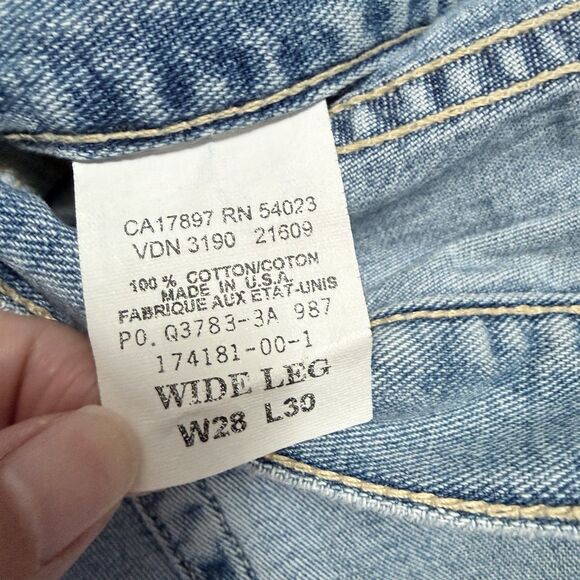 CA17897 RN 54023
VDN 3190 21609
100% COTTON/COTON
MADE IN U.S.A.
FABRIQUE AUX ETAT-UNIS
PO. Q3783-3A 987
174181-00-1
WIDE LEG
W28 L30